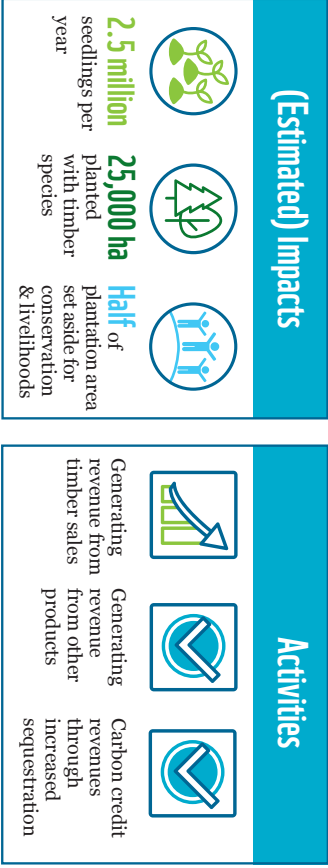 (Estimated) Impacts
2.5 million
seedlings per
year
25,000 ha
planted
with timber
species
Half of
plantation area
set aside for
conservation
& livelihoods
Activities
Generating
revenue from
timber sales
Generating
revenue
from other
products
Carbon credit
revenues
through
increased
sequestration